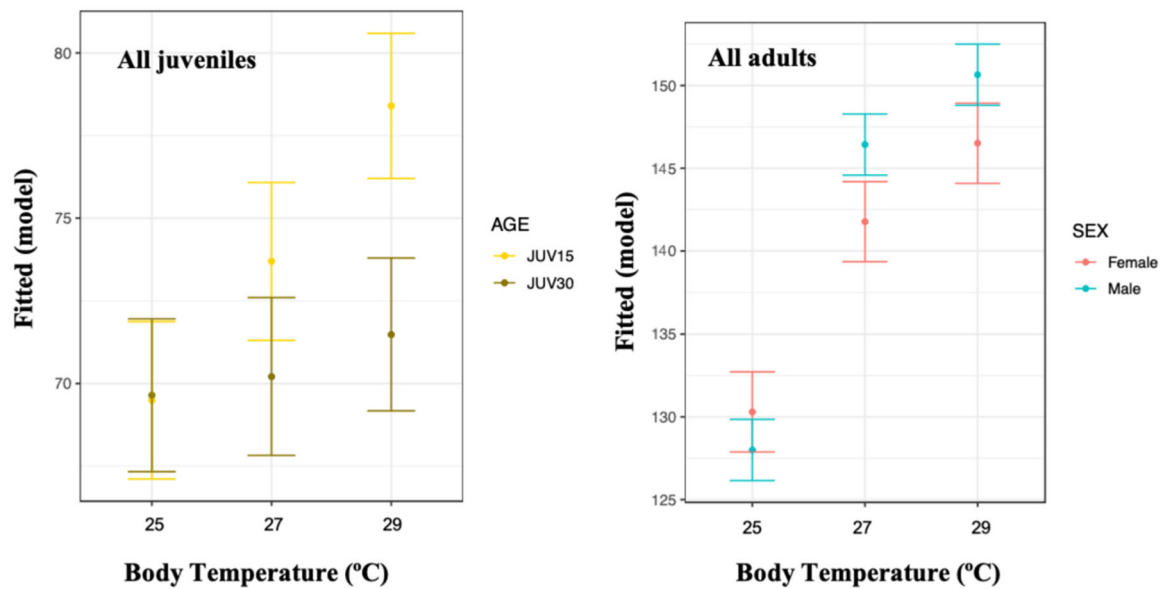 All juveniles
Fitted (model)
80
75
70
25
27
29
Body Temperature (ºC)
AGE
JUV15
JUV30
All adults
Fitted (model)
150
145
140
135
130
125
25
27
29
Body Temperature (ºC)
SEX
Female
Male